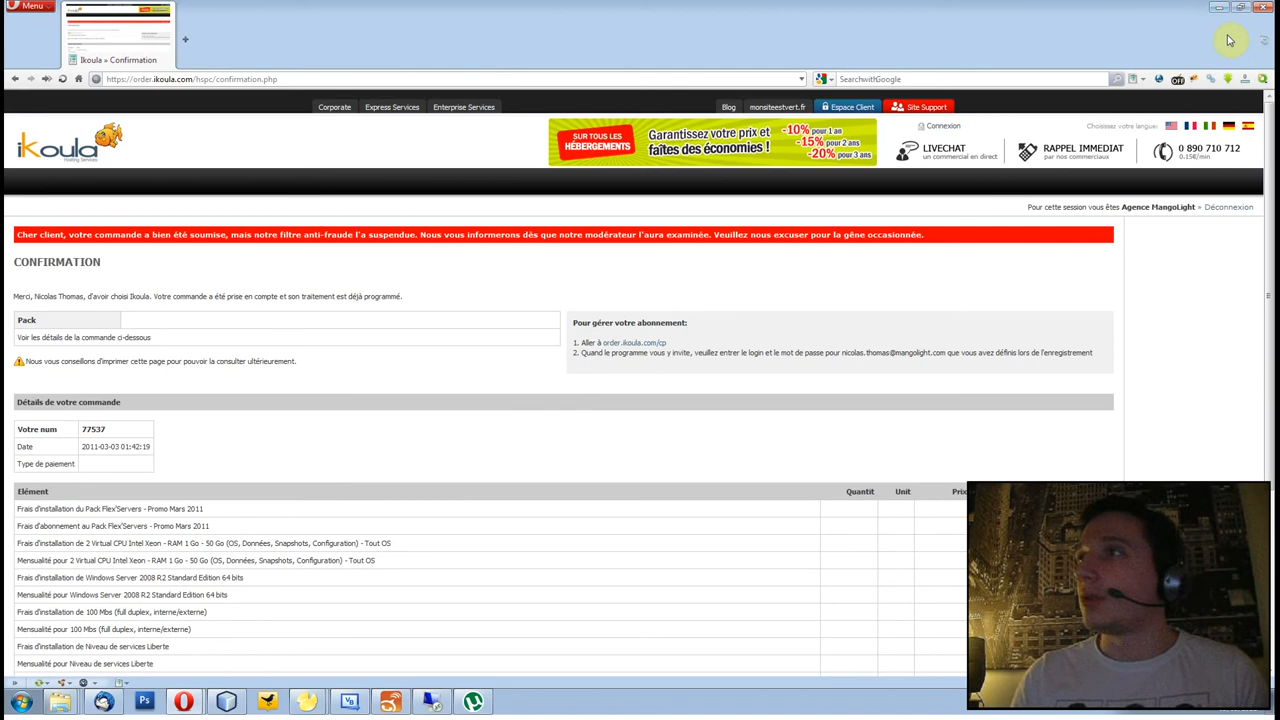 Menu
Ikoula » Confirmation
https://order.ikoula.com/hspc/confirmation.php
SearchwithGoogle
Corporate Express Services Enterprise Services Blog monsiteestvert.fr Espace Client Site Support
ikoula
Hosting Services
SUR TOUS LES HÉBERGEMENTS
Garantissez votre prix et faites des économies !
-10% pour 1 an
-15% pour 2 ans
-20% pour 3 ans
Connexion
Choisissez votre langue:
LIVECHAT
un commercial en direct
RAPPEL IMMEDIAT
par nos commerciaux
0 890 710 712
0.15€/min
Pour cette session vous êtes Agence MangoLight » Déconnexion
Cher client, votre commande a bien été soumise, mais notre filtre anti-fraude l'a suspendue. Nous vous informerons dès que notre modérateur l'aura examinée. Veuillez nous excuser pour la gêne occasionnée.
CONFIRMATION
Merci, Nicolas Thomas, d'avoir choisi Ikoula. Votre commande a été prise en compte et son traitement est déjà programmé.
Pack
Voir les détails de la commande ci-dessous
Pour gérer votre abonnement:
1. Aller à order.ikoula.com/cp
2. Quand le programme vous y invite, veuillez entrer le login et le mot de passe pour nicolas.thomas@mangolight.com que vous avez définis lors de l'enregistrement
Nous vous conseillons d'imprimer cette page pour pouvoir la consulter ultérieurement.
Détails de votre commande
Votre num 77537
Date 2011-03-03 01:42:19
Type de paiement
Elément Quantit Unit Prix
Frais d'installation du Pack Flex'Servers - Promo Mars 2011
Frais d'abonnement au Pack Flex'Servers - Promo Mars 2011
Frais d'installation de 2 Virtual CPU Intel Xeon - RAM 1 Go - 50 Go (OS, Données, Snapshots, Configuration) - Tout OS
Mensualité pour 2 Virtual CPU Intel Xeon - RAM 1 Go - 50 Go (OS, Données, Snapshots, Configuration) - Tout OS
Frais d'installation de Windows Server 2008 R2 Standard Edition 64 bits
Mensualité pour Windows Server 2008 R2 Standard Edition 64 bits
Frais d'installation de 100 Mbs (full duplex, interne/externe)
Mensualité pour 100 Mbs (full duplex, interne/externe)
Frais d'installation de Niveau de services Liberte
Mensualité pour Niveau de services Liberte